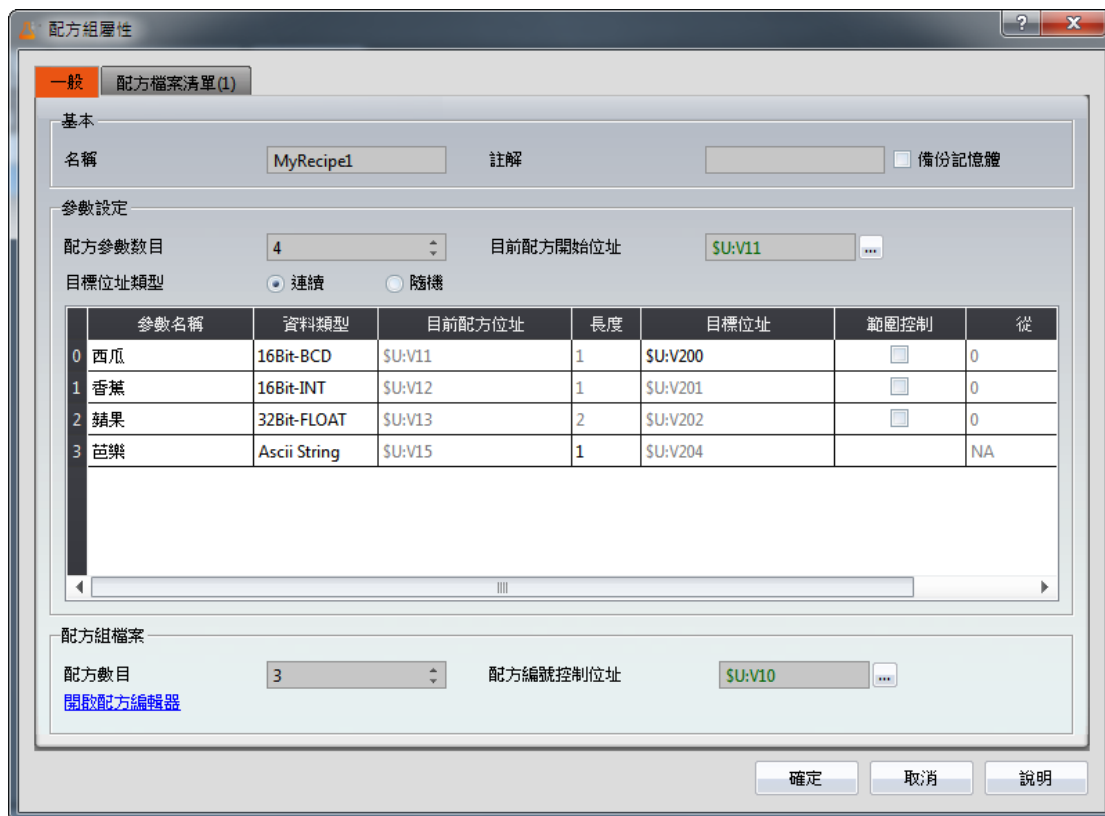 配方組屬性
一般 配方檔案清單(1)
基本
名稱 MyRecipe1 註解 備份記憶體
參數設定
配方參數数目 4 目前配方開始位址 $U:V11 ...
目標位址類型 連續 隨機
參數名稱 資料類型 目前配方位址 長度 目標位址 範圍控制 從
0 西瓜 16Bit-BCD $U:V11 1 $U:V200 0
1 香蕉 16Bit-INT $U:V12 1 $U:V201 0
2 蘋果 32Bit-FLOAT $U:V13 2 $U:V202 0
3 芭樂 Ascii String $U:V15 1 $U:V204 NA
配方組檔案
配方數目 3 配方編號控制位址 $U:V10 ...
開啟配方編輯器
確定 取消 說明